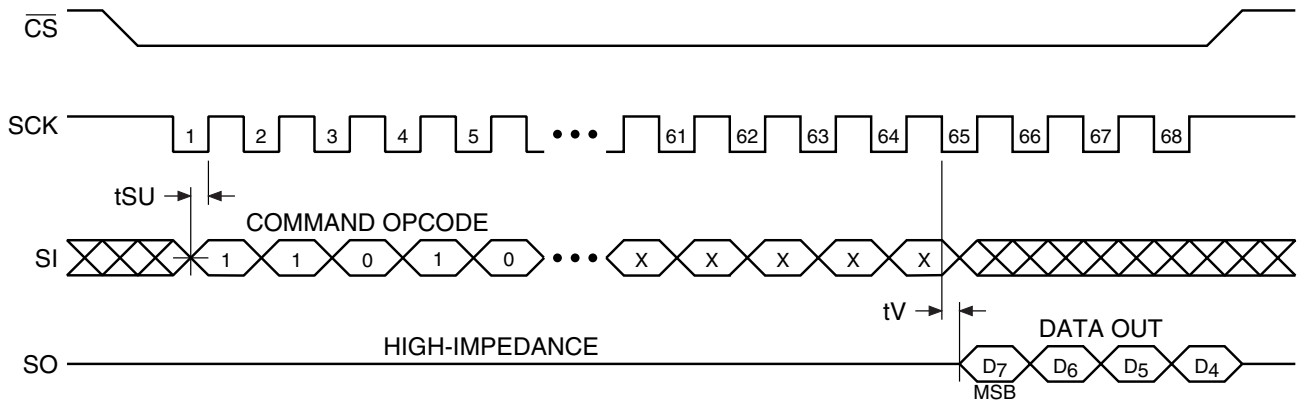 CS
SCK 1 2 3 4 5 ••• 61 62 63 64 65 66 67 68
tSU
COMMAND OPCODE
SI 1 1 0 1 0 ••• X X X X X
tV
HIGH-IMPEDANCE DATA OUT
SO D7 D6 D5 D4
MSB